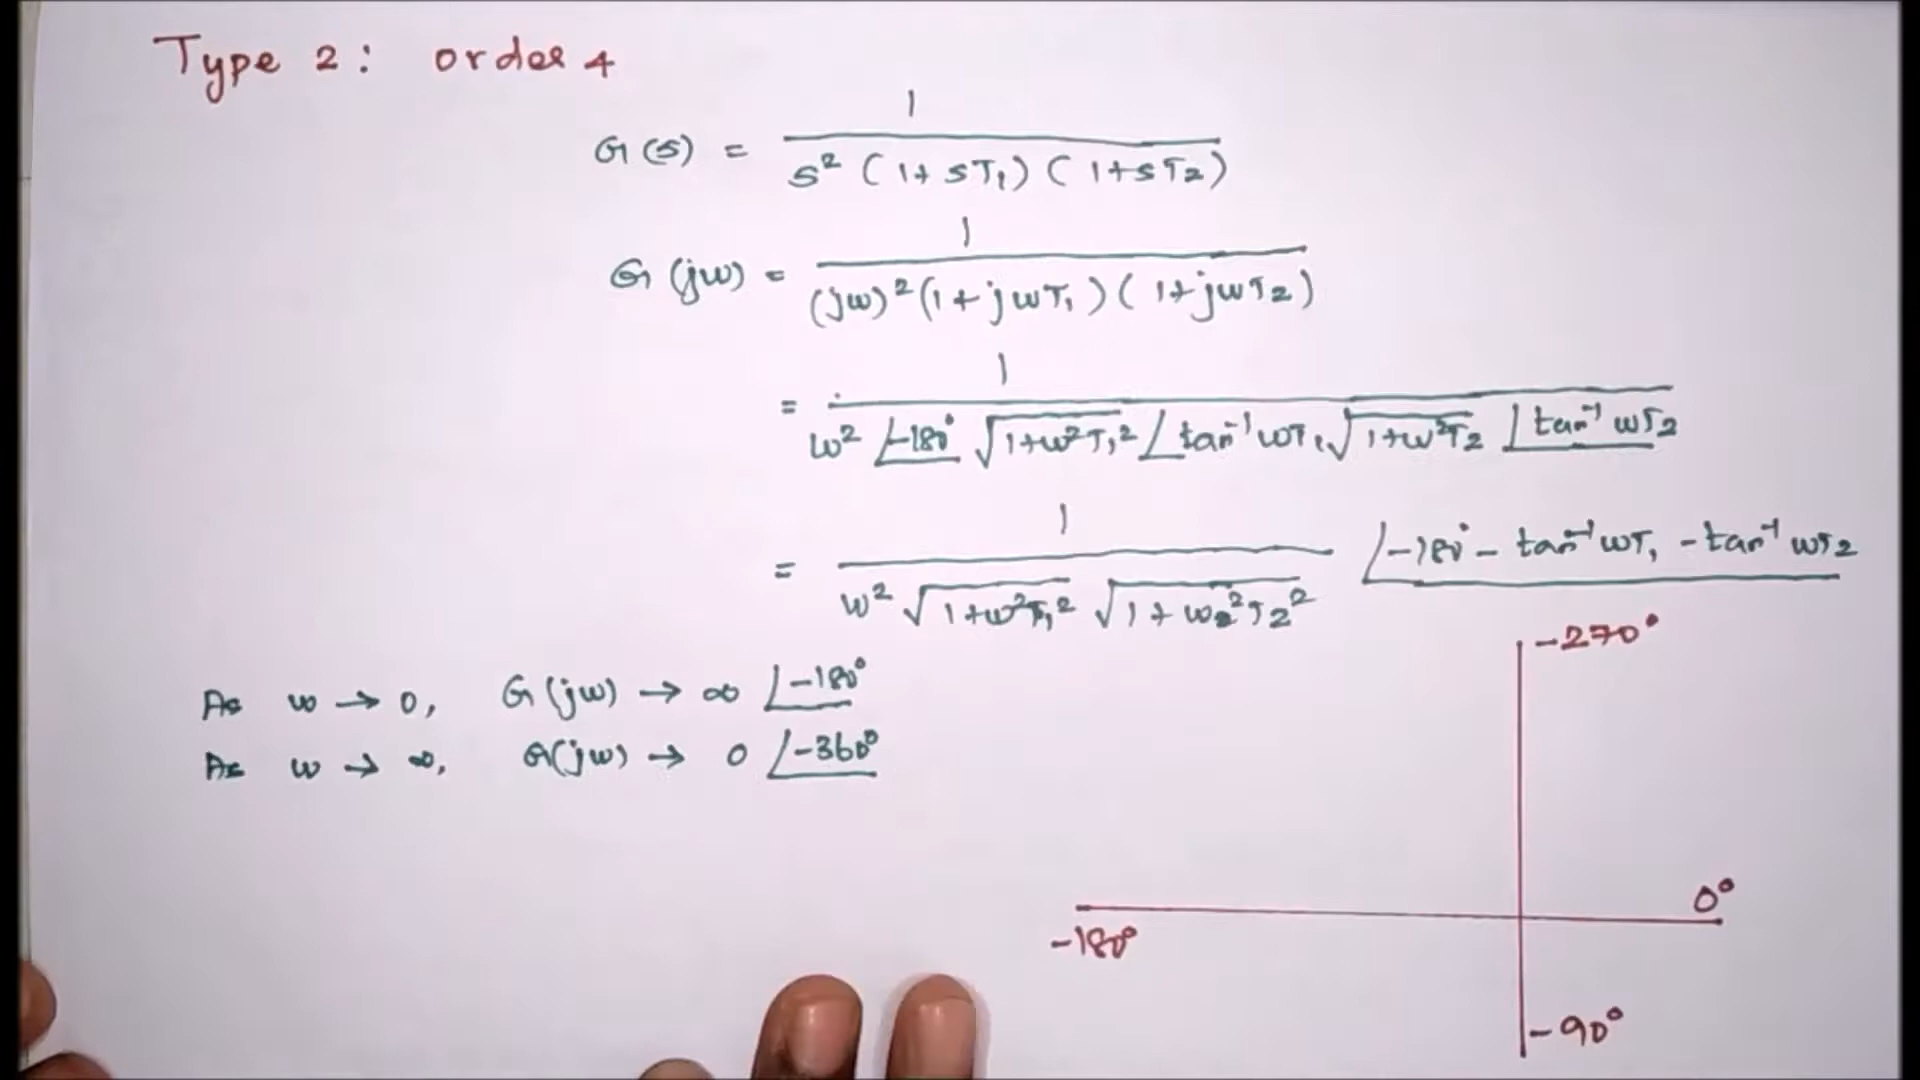 Type 2: order 4
G(s) = 1 / s² (1+sT₁)(1+sT₂)
G(jω) = 1 / (jω)²(1+jωT₁)(1+jωT₂)
= 1 / ω² ∠-180° √1+ω²T₁² ∠tan⁻¹ωT₁ √1+ω²T₂ ∠tan⁻¹ωT₂
= 1 / ω² √1+ω²T₁² √1+ω₂²T₂² ∠-180° - tan⁻¹ωT₁ - tan⁻¹ωT₂
-270°
As ω → 0, G(jω) → ∞ ∠-180°
As ω → ∞, G(jω) → 0 ∠-360°
0°
-180°
-90°